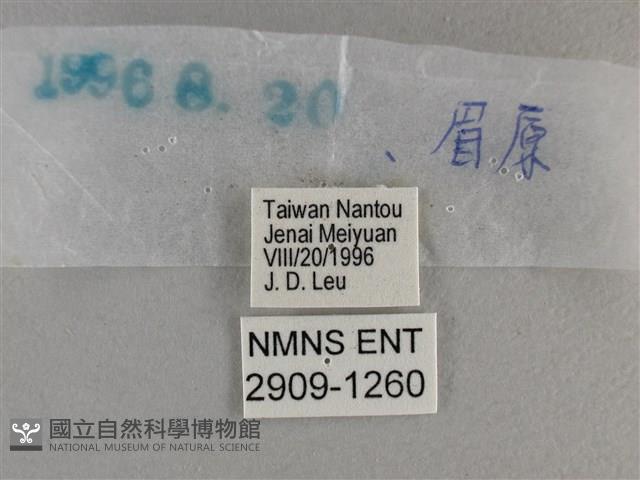 1996 8. 20
、眉原
Taiwan Nantou
Jenai Meiyuan
VIII/20/1996
J. D. Leu
NMNS ENT
2909-1260
國立自然科學博物館
NATIONAL MUSEUM OF NATURAL SCIENCE